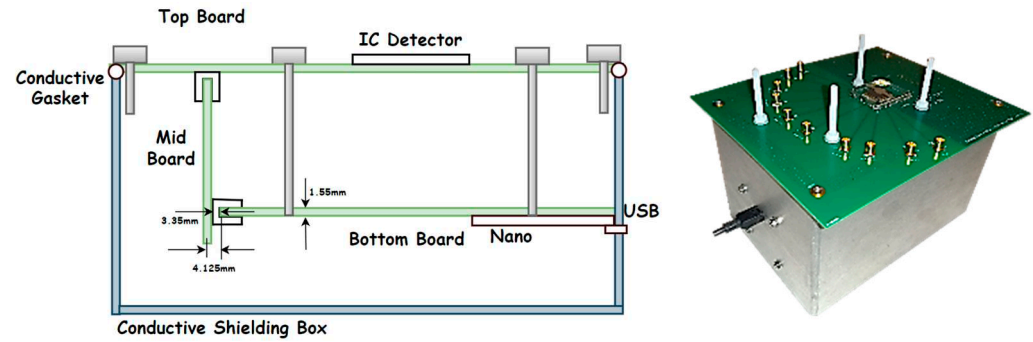 Top Board
IC Detector
Conductive
Gasket
Mid
Board
1.55mm
3.35mm
USB
Bottom Board
Nano
4.125mm
Conductive Shielding Box